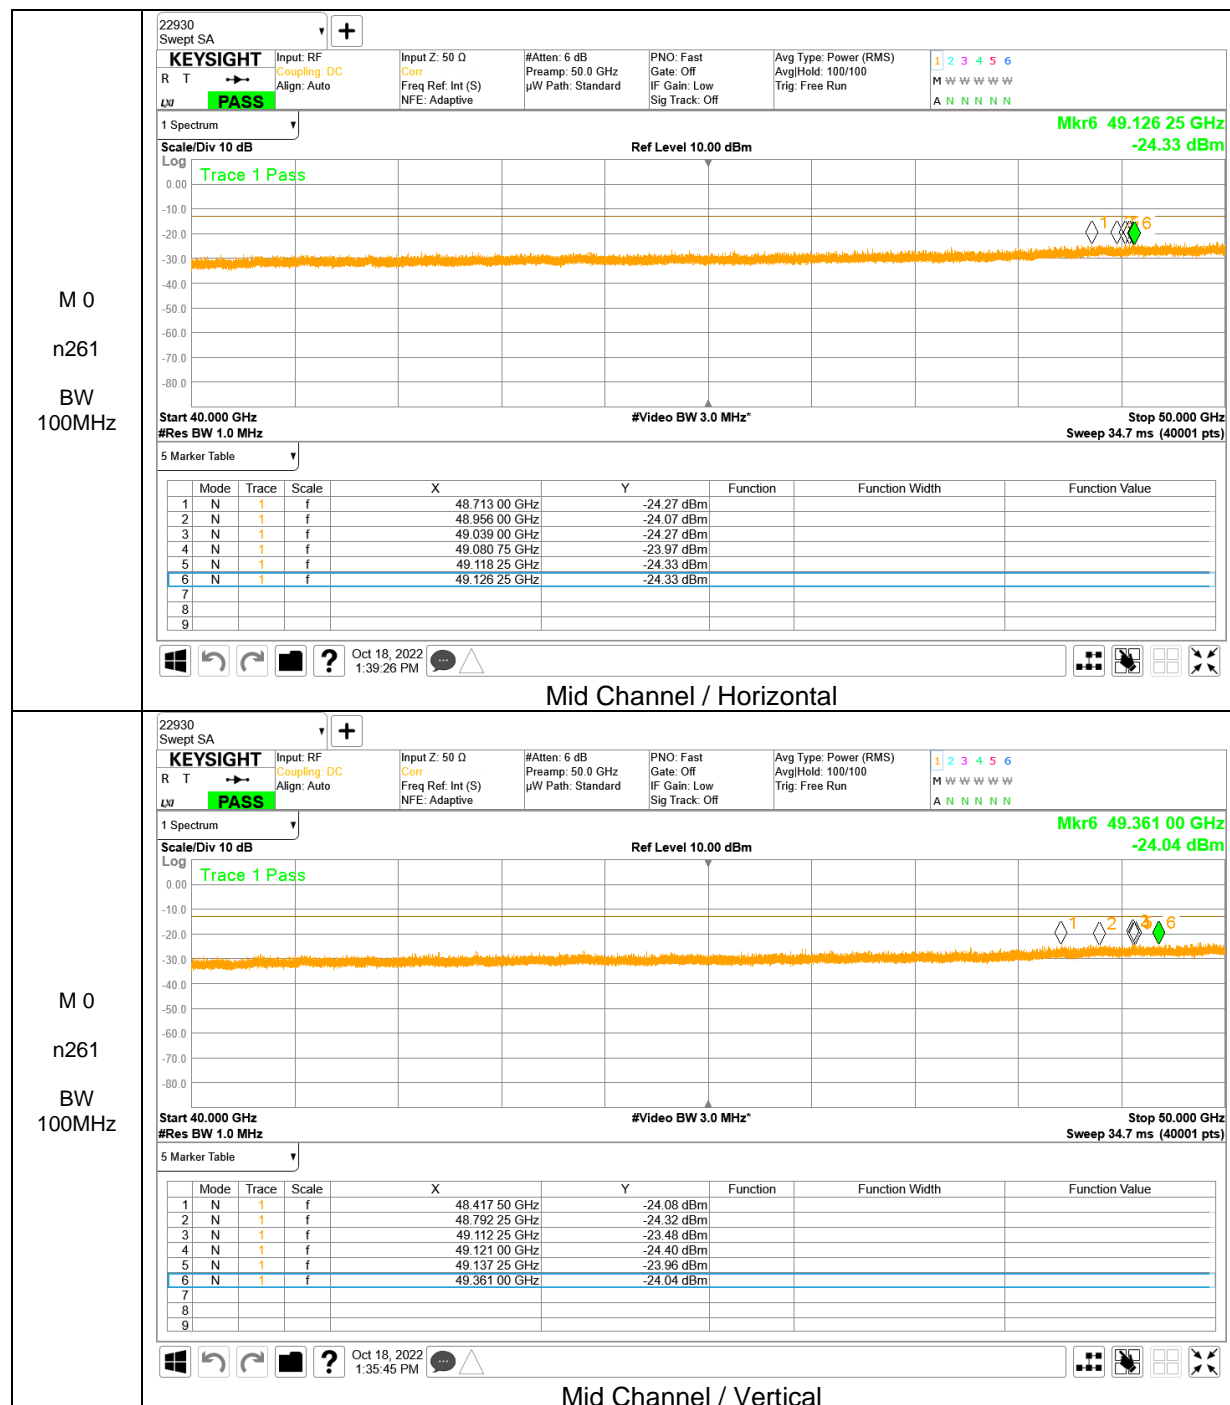 M 0
n261
BW
100MHz
22930
Swept SA
KEYSIGHT
R T
LXI
PASS
Input: RF
Coupling: DC
Align: Auto
Input Z: 50 Ω
Corr
Freq Ref: Int (S)
NFE: Adaptive
#Atten: 6 dB
Preamp: 50.0 GHz
µW Path: Standard
PNO: Fast
Gate: Off
IF Gain: Low
Sig Track: Off
Avg Type: Power (RMS)
Avg|Hold: 100/100
Trig: Free Run
1 2 3 4 5 6
M W W W W W
A N N N N N
1 Spectrum
Mkr6 49.126 25 GHz
Scale/Div 10 dB
Ref Level 10.00 dBm
-24.33 dBm
Log
Trace 1 Pass
0.00
-10.0
-20.0
-30.0
-40.0
-50.0
-60.0
-70.0
-80.0
1 6
Start 40.000 GHz
#Video BW 3.0 MHz*
Stop 50.000 GHz
#Res BW 1.0 MHz
Sweep 34.7 ms (40001 pts)
5 Marker Table
Mode Trace Scale X Y Function Function Width Function Value
1 N 1 f 48.713 00 GHz -24.27 dBm
2 N 1 f 48.956 00 GHz -24.07 dBm
3 N 1 f 49.039 00 GHz -24.27 dBm
4 N 1 f 49.080 75 GHz -23.97 dBm
5 N 1 f 49.118 25 GHz -24.33 dBm
6 N 1 f 49.126 25 GHz -24.33 dBm
7
8
9
?
Oct 18, 2022
1:39:26 PM
Mid Channel / Horizontal
M 0
n261
BW
100MHz
22930
Swept SA
KEYSIGHT
R T
LXI
PASS
Input: RF
Coupling: DC
Align: Auto
Input Z: 50 Ω
Corr
Freq Ref: Int (S)
NFE: Adaptive
#Atten: 6 dB
Preamp: 50.0 GHz
µW Path: Standard
PNO: Fast
Gate: Off
IF Gain: Low
Sig Track: Off
Avg Type: Power (RMS)
Avg|Hold: 100/100
Trig: Free Run
1 2 3 4 5 6
M W W W W W
A N N N N N
1 Spectrum
Mkr6 49.361 00 GHz
Scale/Div 10 dB
Ref Level 10.00 dBm
-24.04 dBm
Log
Trace 1 Pass
0.00
-10.0
-20.0
-30.0
-40.0
-50.0
-60.0
-70.0
-80.0
1 2 6
Start 40.000 GHz
#Video BW 3.0 MHz*
Stop 50.000 GHz
#Res BW 1.0 MHz
Sweep 34.7 ms (40001 pts)
5 Marker Table
Mode Trace Scale X Y Function Function Width Function Value
1 N 1 f 48.417 50 GHz -24.08 dBm
2 N 1 f 48.792 25 GHz -24.32 dBm
3 N 1 f 49.112 25 GHz -23.48 dBm
4 N 1 f 49.121 00 GHz -24.40 dBm
5 N 1 f 49.137 25 GHz -23.96 dBm
6 N 1 f 49.361 00 GHz -24.04 dBm
7
8
9
?
Oct 18, 2022
1:35:45 PM
Mid Channel / Vertical